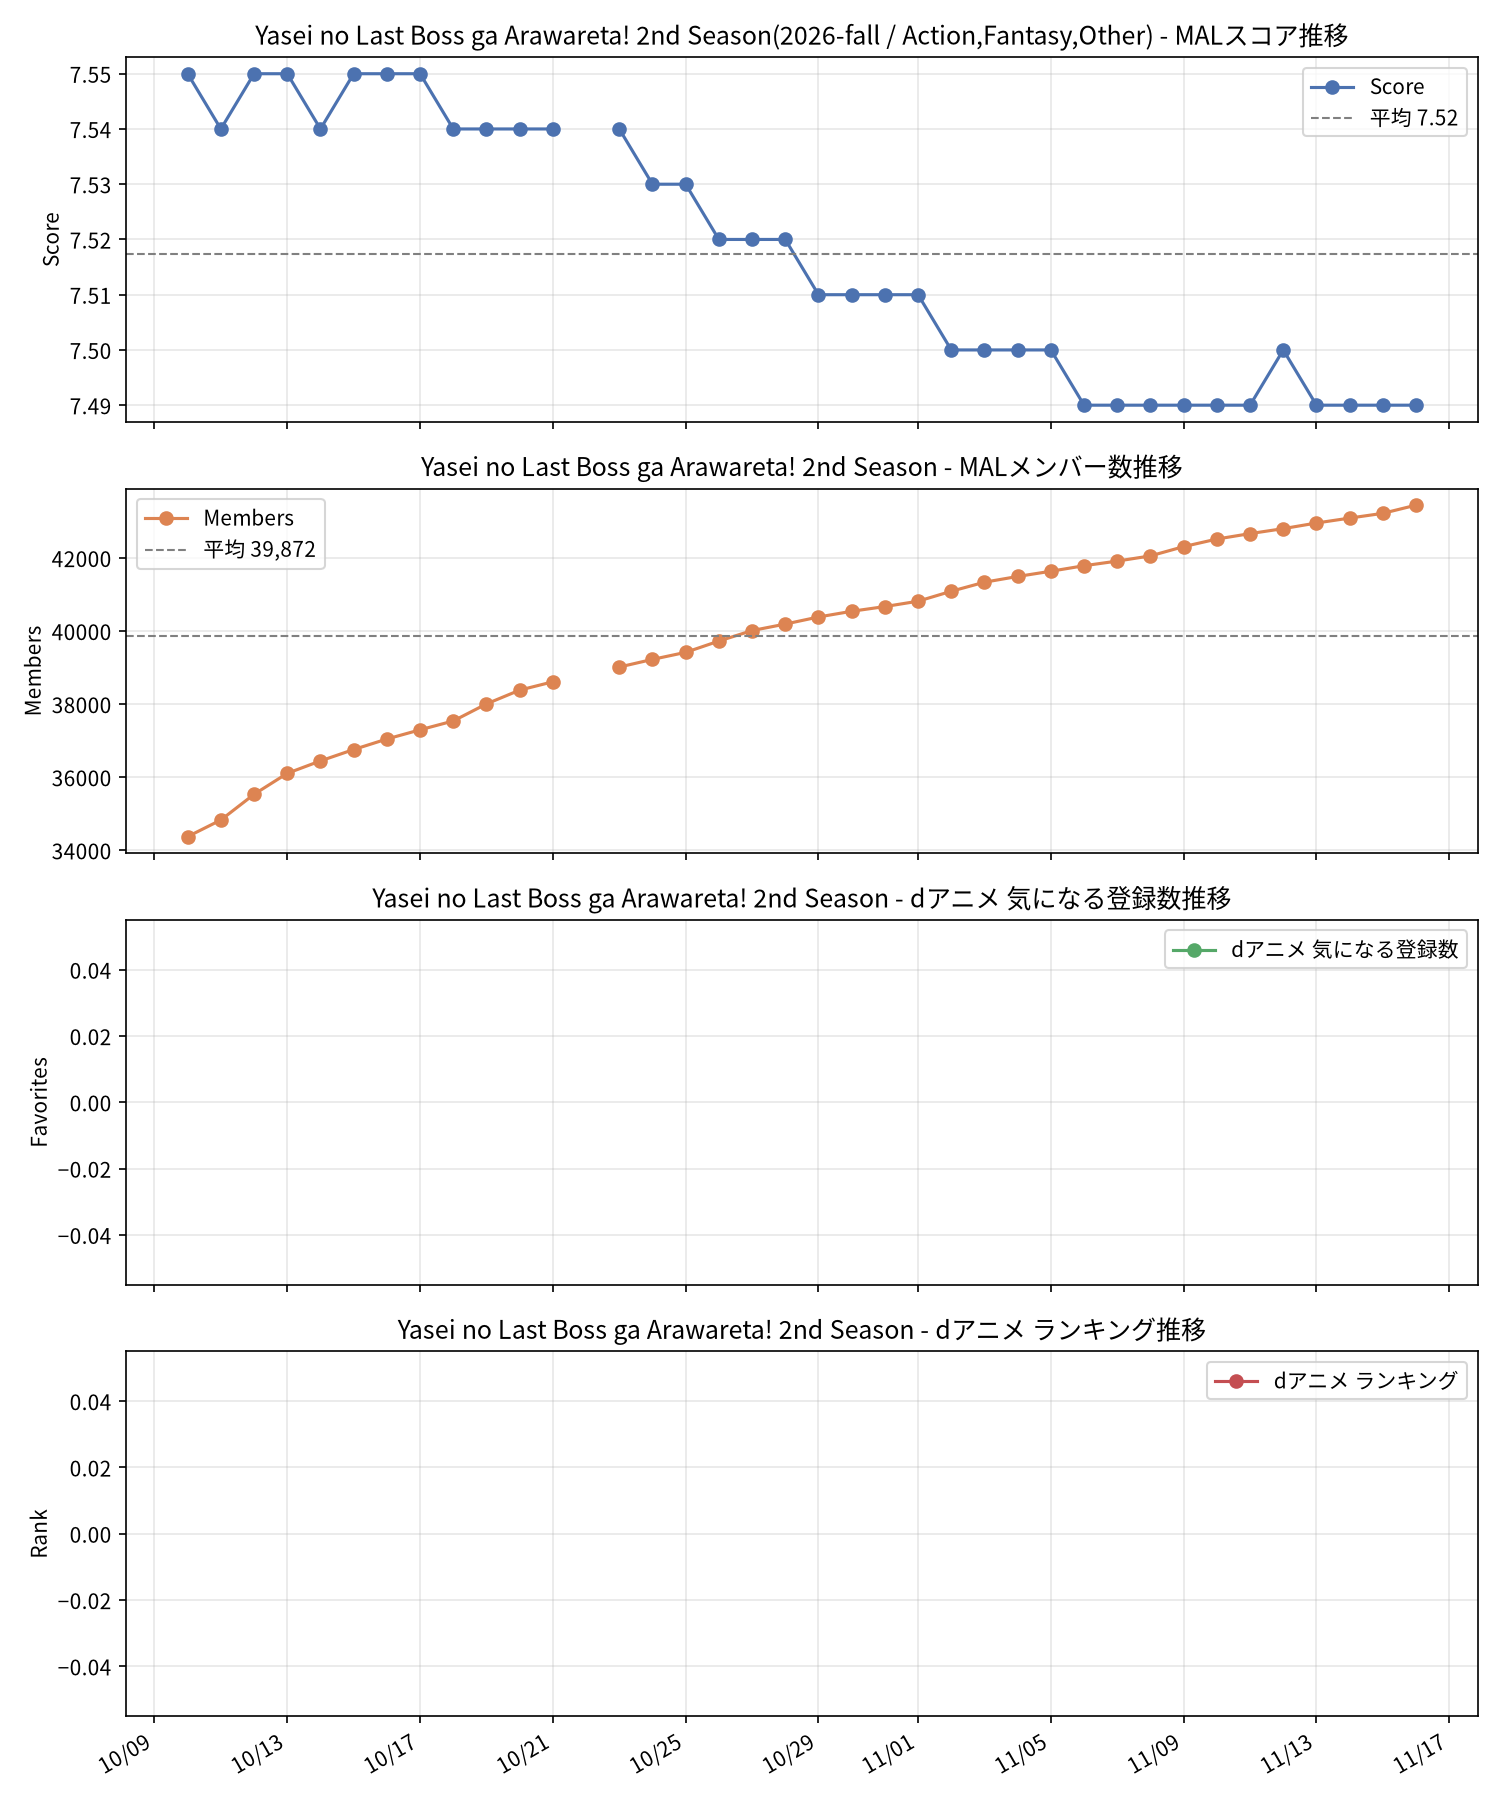 Yasei no Last Boss ga Arawareta! 2nd Season(2026-fall / Action,Fantasy,Other) - MALスコア推移
Score
7.55
7.54
7.53
7.52
7.51
7.50
7.49
Score
平均 7.52
Yasei no Last Boss ga Arawareta! 2nd Season - MALメンバー数推移
Members
42000
40000
38000
36000
34000
Members
平均 39,872
Yasei no Last Boss ga Arawareta! 2nd Season - dアニメ 気になる登録数推移
Favorites
0.04
0.02
0.00
−0.02
−0.04
dアニメ 気になる登録数
Yasei no Last Boss ga Arawareta! 2nd Season - dアニメ ランキング推移
Rank
0.04
0.02
0.00
−0.02
−0.04
dアニメ ランキング
10/09
10/13
10/17
10/21
10/25
10/29
11/01
11/05
11/09
11/13
11/17